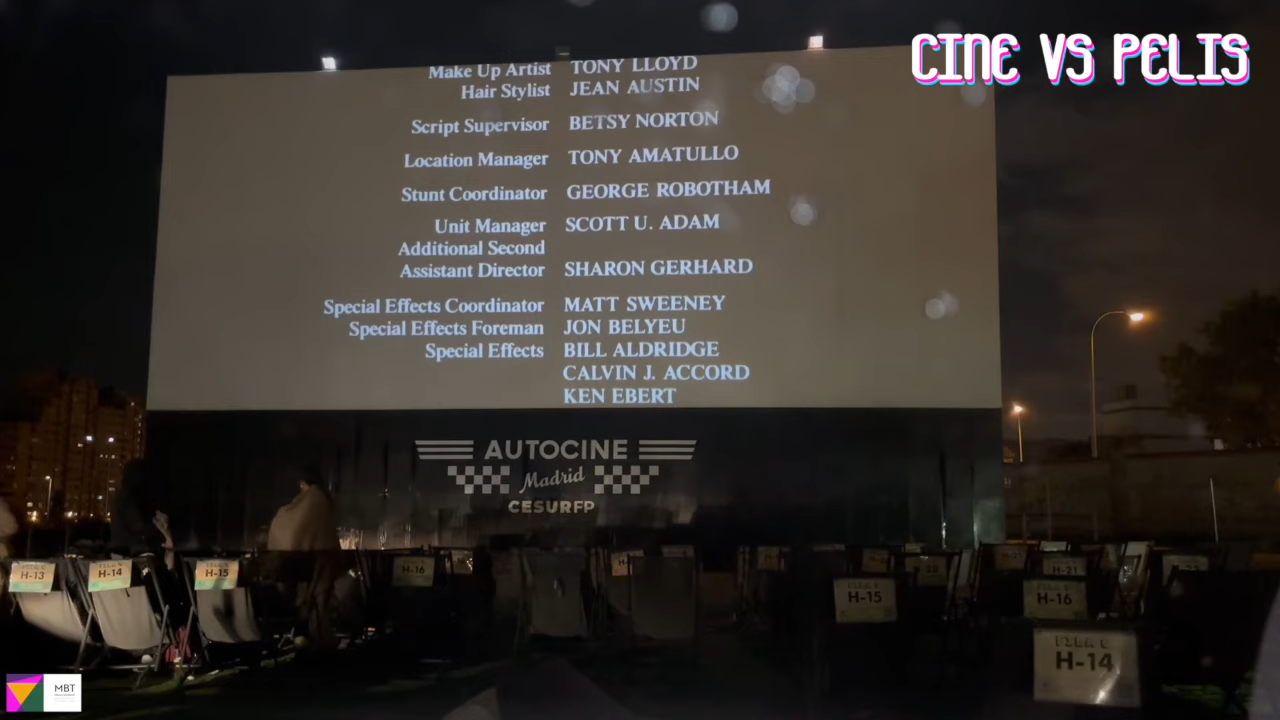 CINE VS PELIS
Make Up Artist TONY LLOYD
Hair Stylist JEAN AUSTIN
Script Supervisor BETSY NORTON
Location Manager TONY AMATULLO
Stunt Coordinator GEORGE ROBOTHAM
Unit Manager SCOTT U. ADAM
Additional Second
Assistant Director SHARON GERHARD
Special Effects Coordinator MATT SWEENEY
Special Effects Foreman JON BELYEU
Special Effects BILL ALDRIDGE
CALVIN J. ACCORD
KEN EBERT
AUTOCINE
Madrid
CESURFP
H-13
H-14
H-15
H-16
H-21
H-15
H-16
FILA 6
H-14
MBT